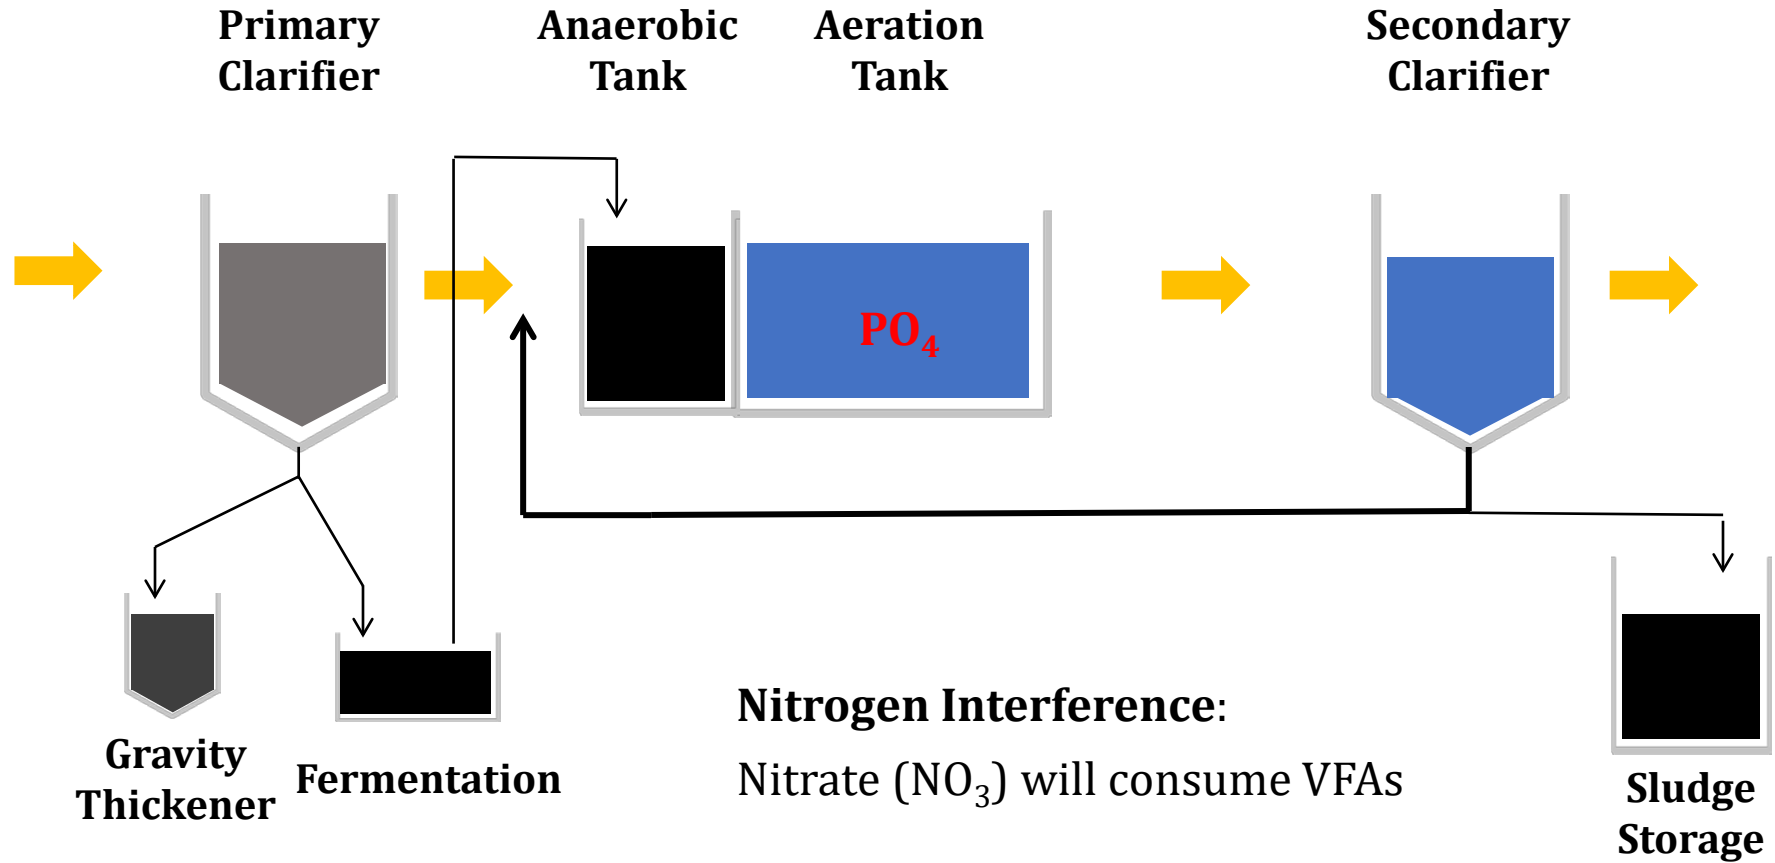 Primary
Clarifier
Anaerobic
Tank
Aeration
Tank
Secondary
Clarifier
PO₄
Gravity
Thickener
Fermentation
Nitrogen Interference:
Nitrate (NO₃) will consume VFAs
Sludge
Storage